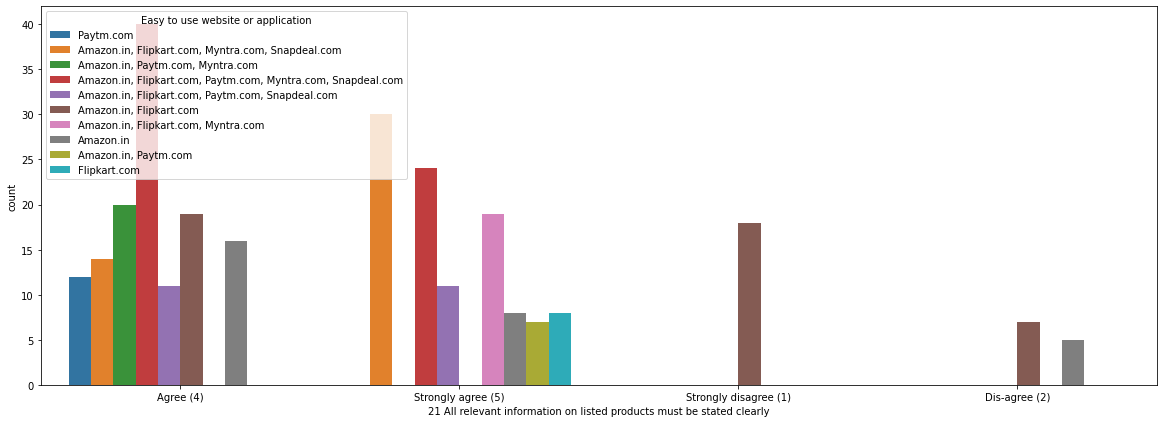 Easy to use website or application
Paytm.com
Amazon.in, Flipkart.com, Myntra.com, Snapdeal.com
Amazon.in, Paytm.com, Myntra.com
Amazon.in, Flipkart.com, Paytm.com, Myntra.com, Snapdeal.com
Amazon.in, Flipkart.com, Paytm.com, Snapdeal.com
Amazon.in, Flipkart.com
Amazon.in, Flipkart.com, Myntra.com
Amazon.in
Amazon.in, Paytm.com
Flipkart.com
40
35
30
25
20
15
10
5
0
count
Agree (4)
Strongly agree (5)
Strongly disagree (1)
Dis-agree (2)
21 All relevant information on listed products must be stated clearly